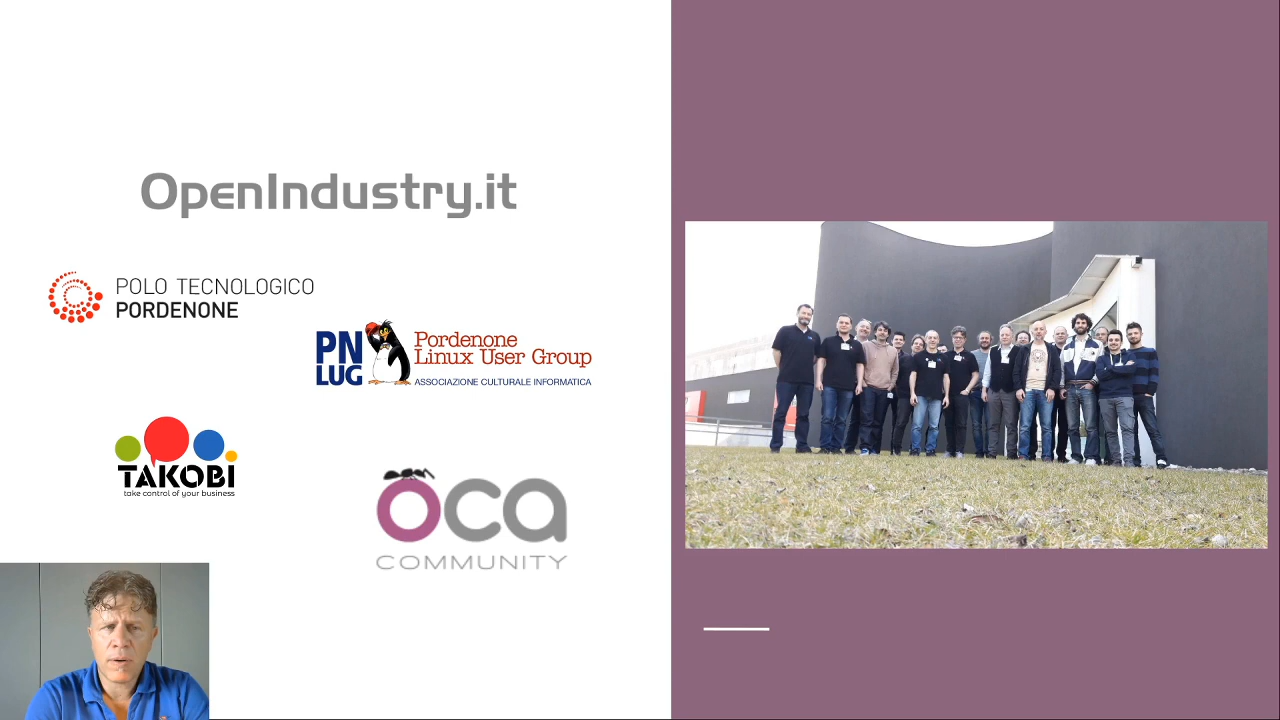 OpenIndustry.it
POLO TECNOLOGICO
PORDENONE
PN
LUG
Pordenone
Linux User Group
ASSOCIAZIONE CULTURALE INFORMATICA
TAKOBI
take control of your business
oca
COMMUNITY